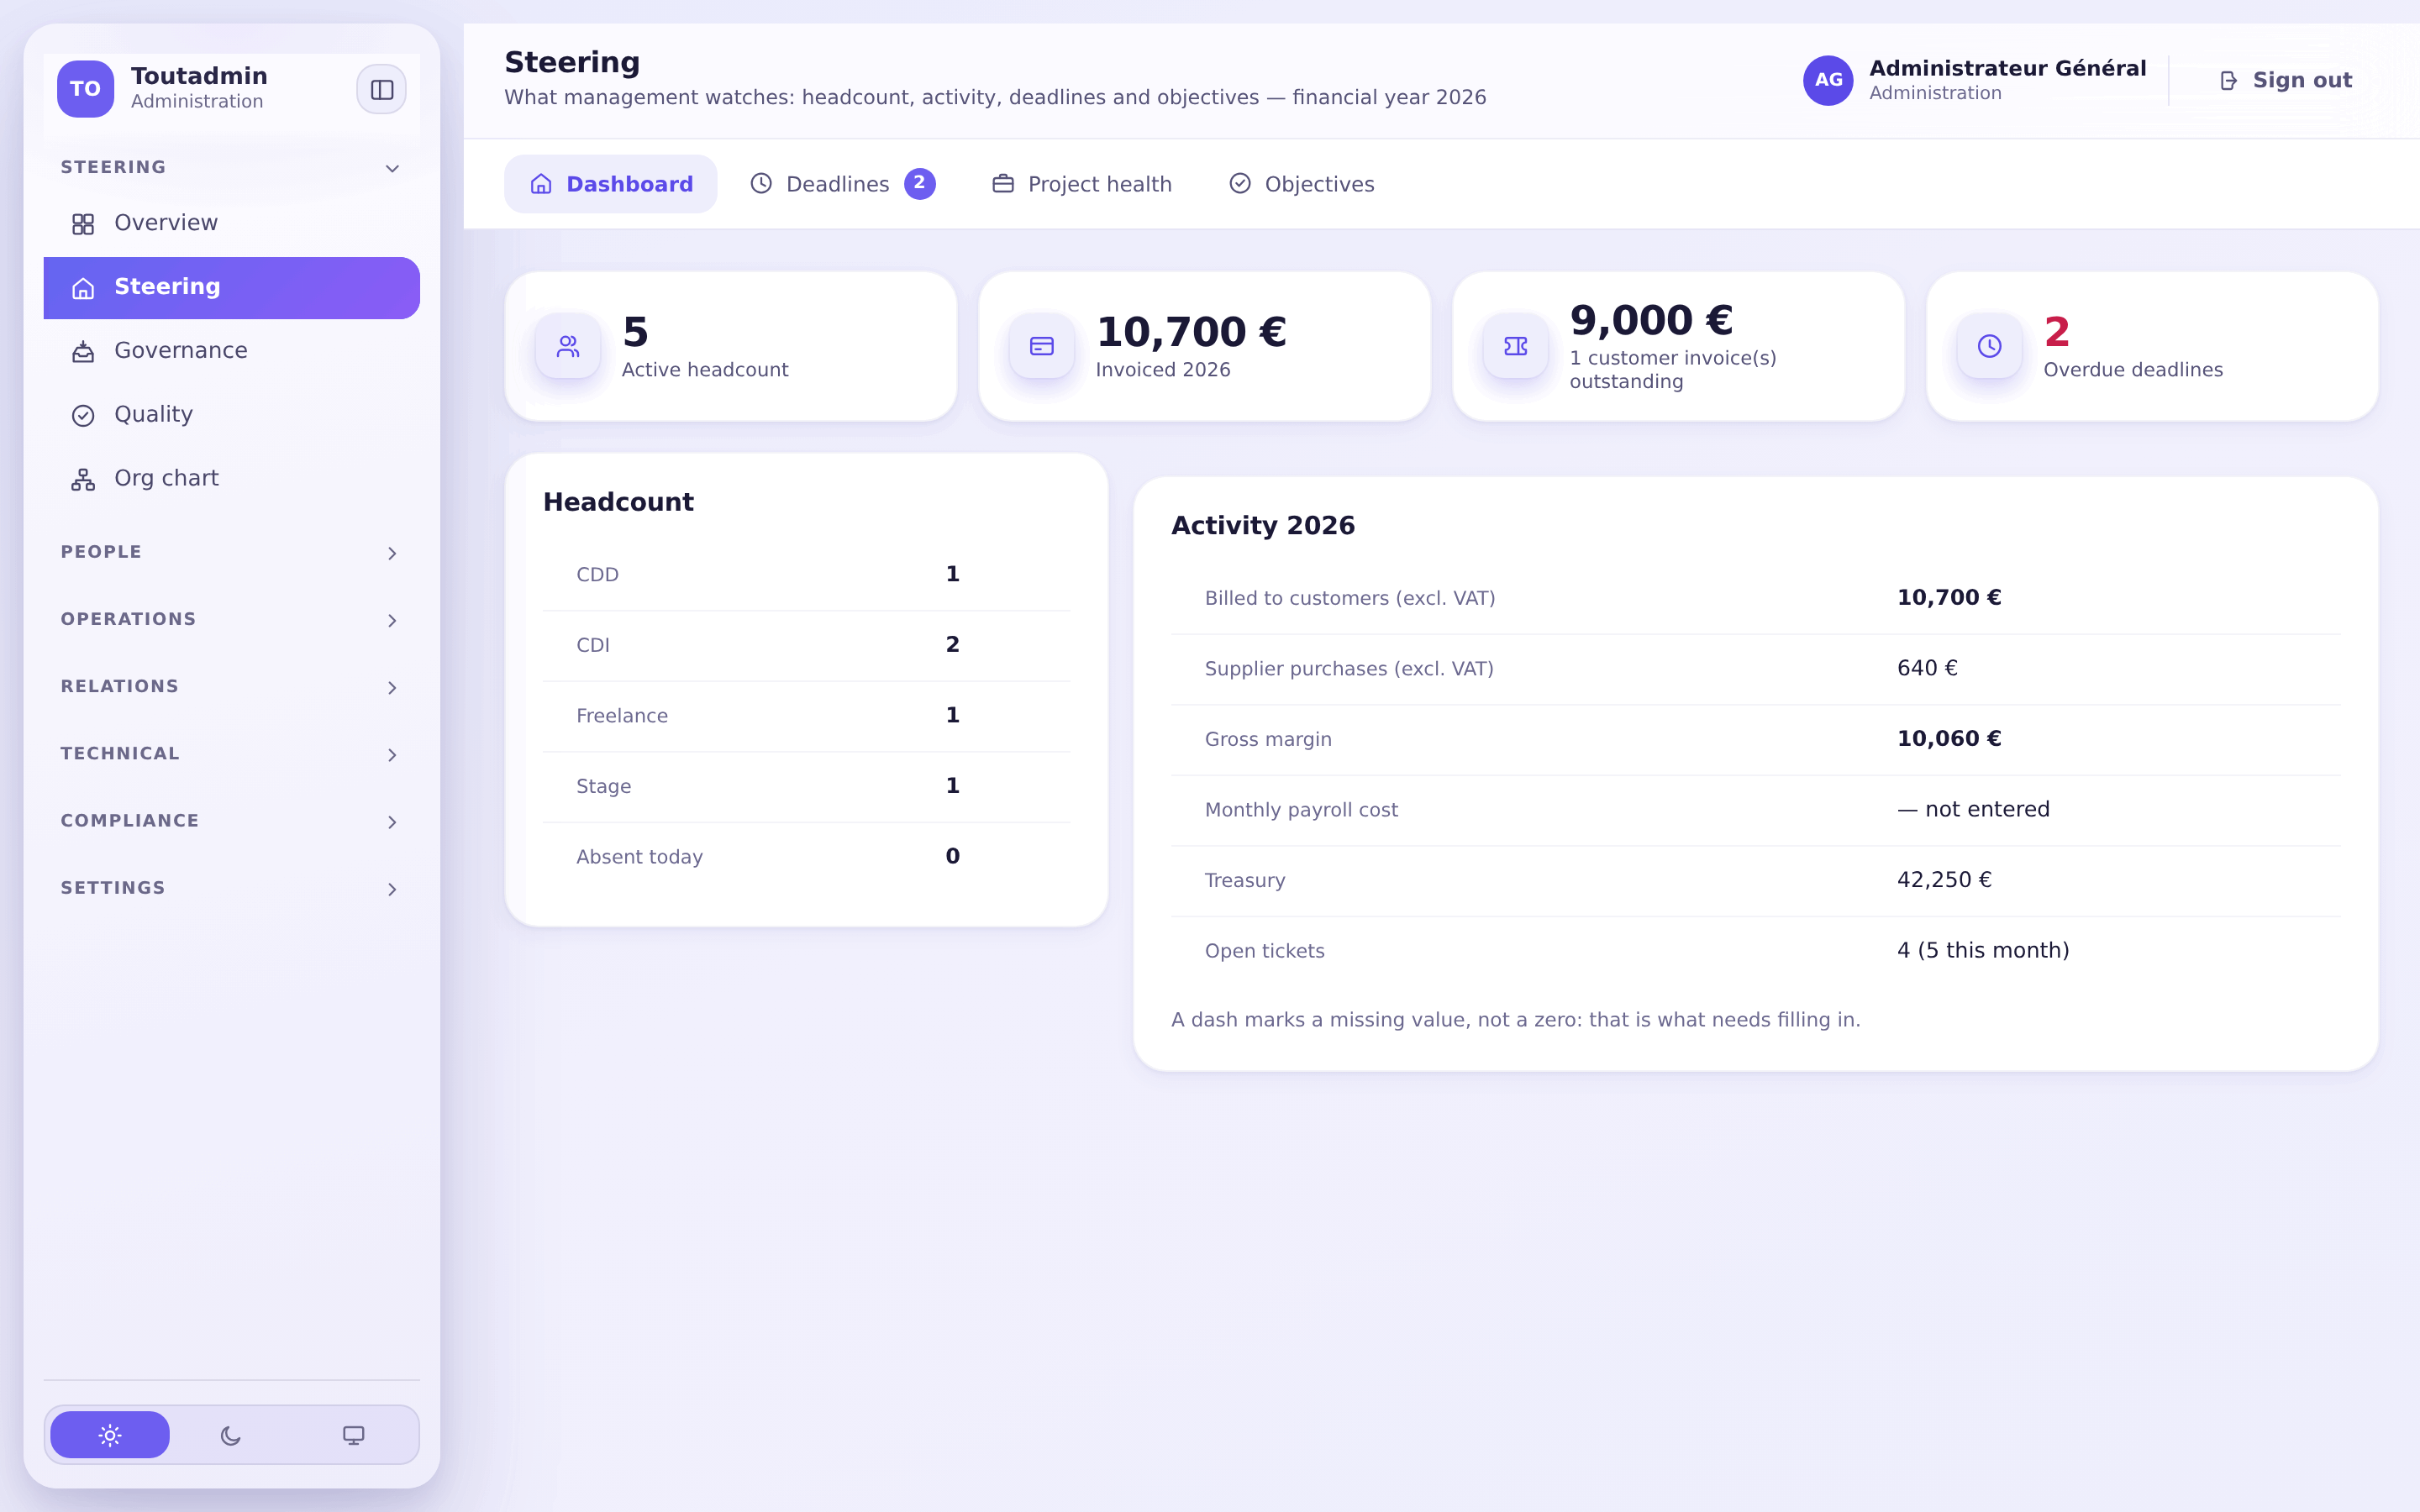 TO
Toutadmin
Administration
STEERING
Overview
Steering
Governance
Quality
Org chart
PEOPLE
OPERATIONS
RELATIONS
TECHNICAL
COMPLIANCE
SETTINGS
Steering
What management watches: headcount, activity, deadlines and objectives — financial year 2026
AG
Administrateur Général
Administration
Sign out
Dashboard
Deadlines 2
Project health
Objectives
5
Active headcount
10,700 €
Invoiced 2026
9,000 €
1 customer invoice(s)
outstanding
2
Overdue deadlines
Headcount
CDD 1
CDI 2
Freelance 1
Stage 1
Absent today 0
Activity 2026
Billed to customers (excl. VAT) 10,700 €
Supplier purchases (excl. VAT) 640 €
Gross margin 10,060 €
Monthly payroll cost — not entered
Treasury 42,250 €
Open tickets 4 (5 this month)
A dash marks a missing value, not a zero: that is what needs filling in.